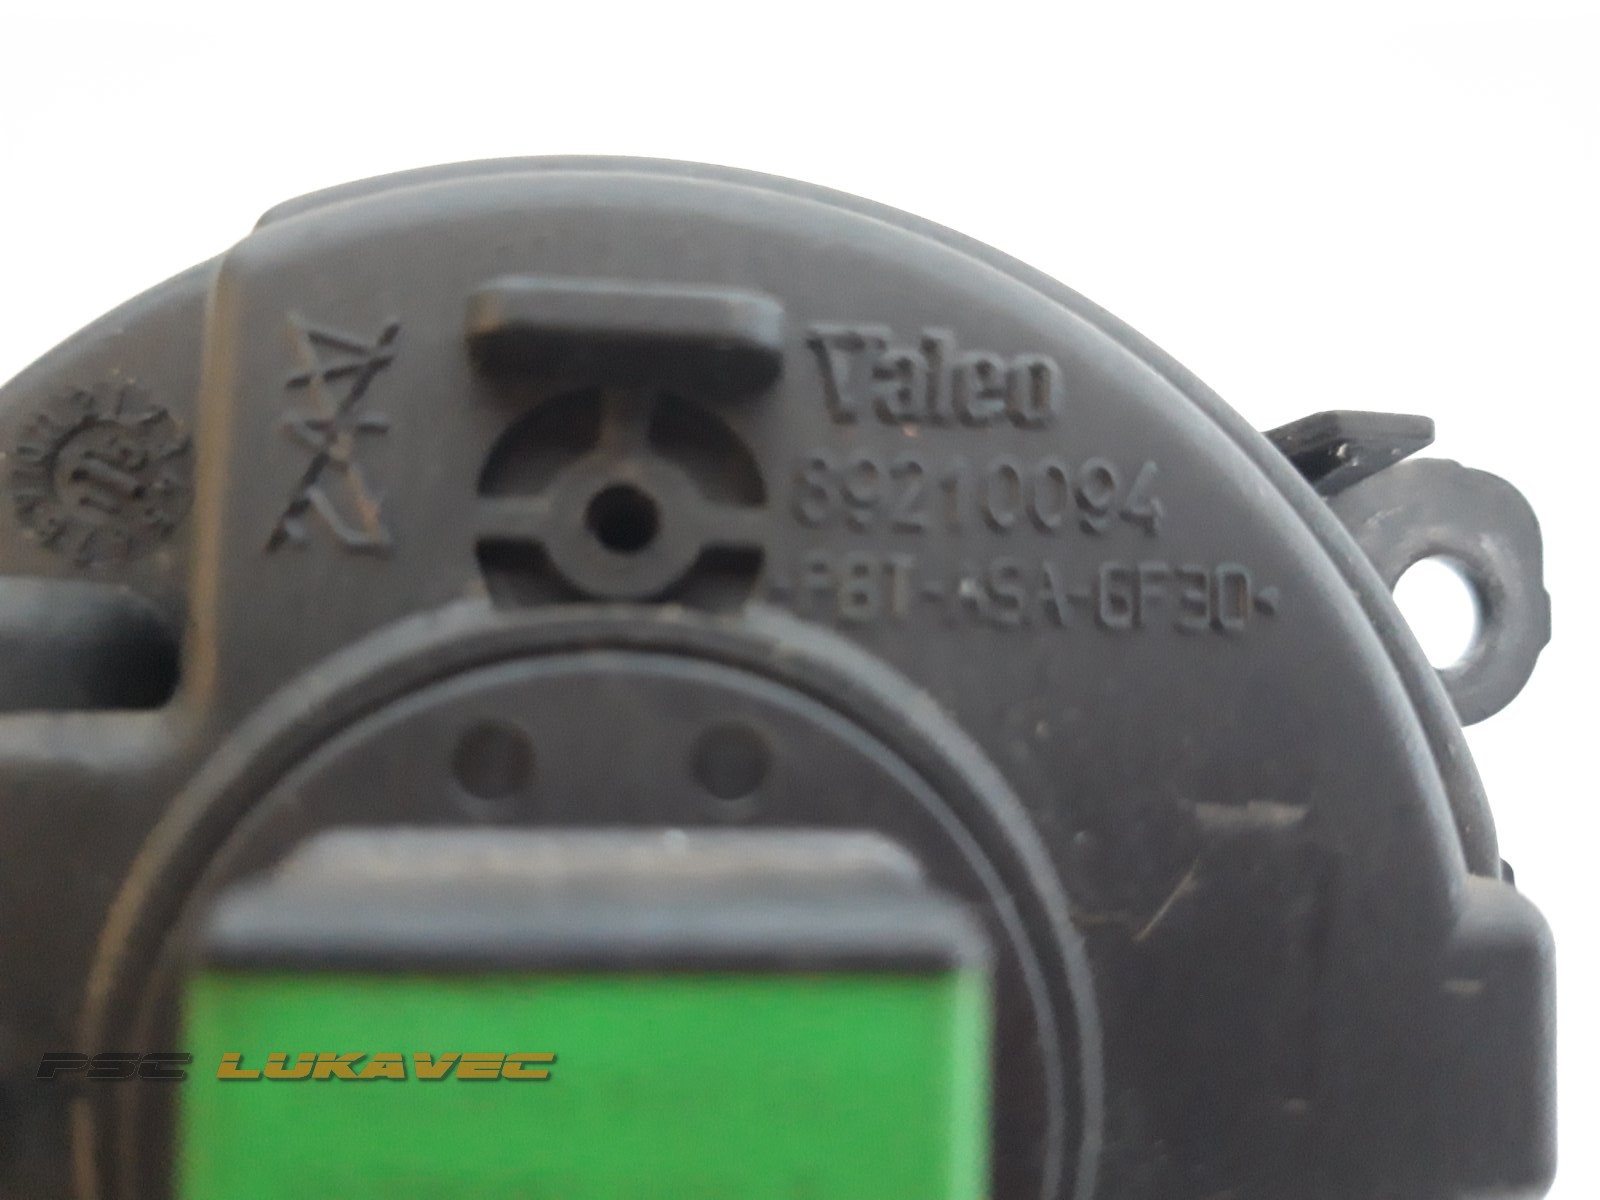 Valeo
89210094
-PBT-ASA-GF30-
PSC LUKAVEC